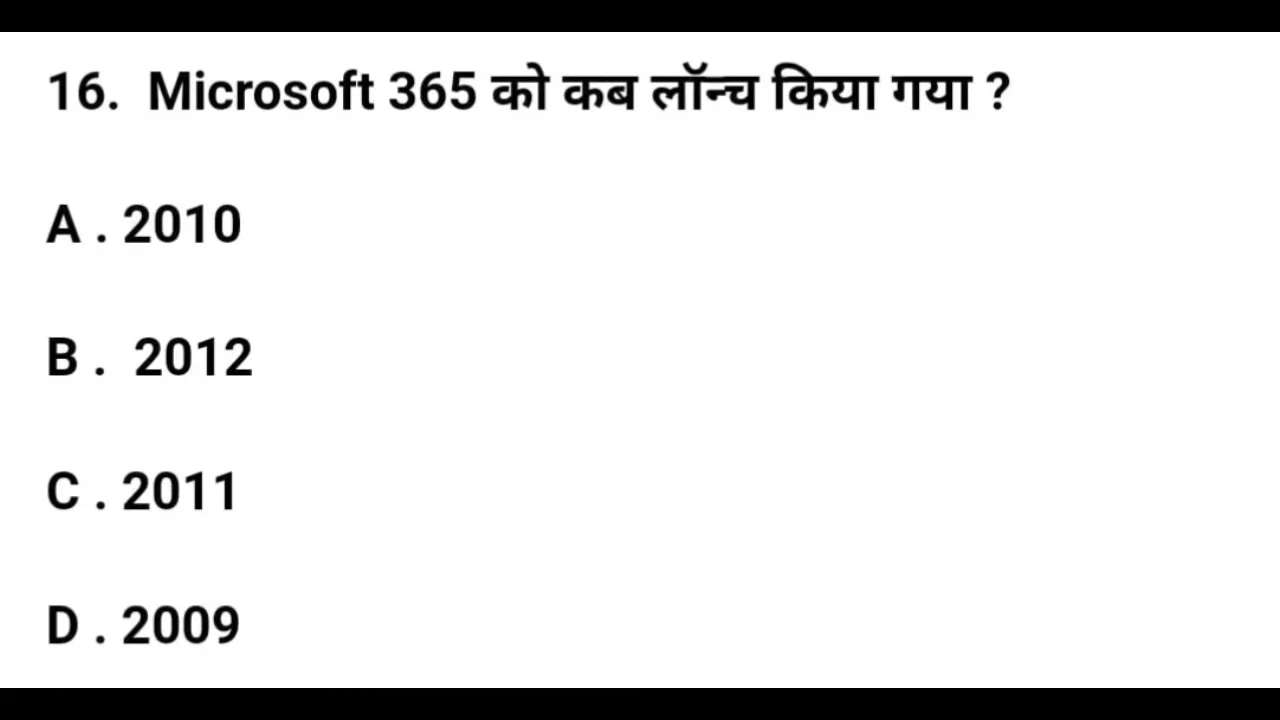 16. Microsoft 365 को कब लॉन्च किया गया ?
A . 2010
B . 2012
C . 2011
D . 2009